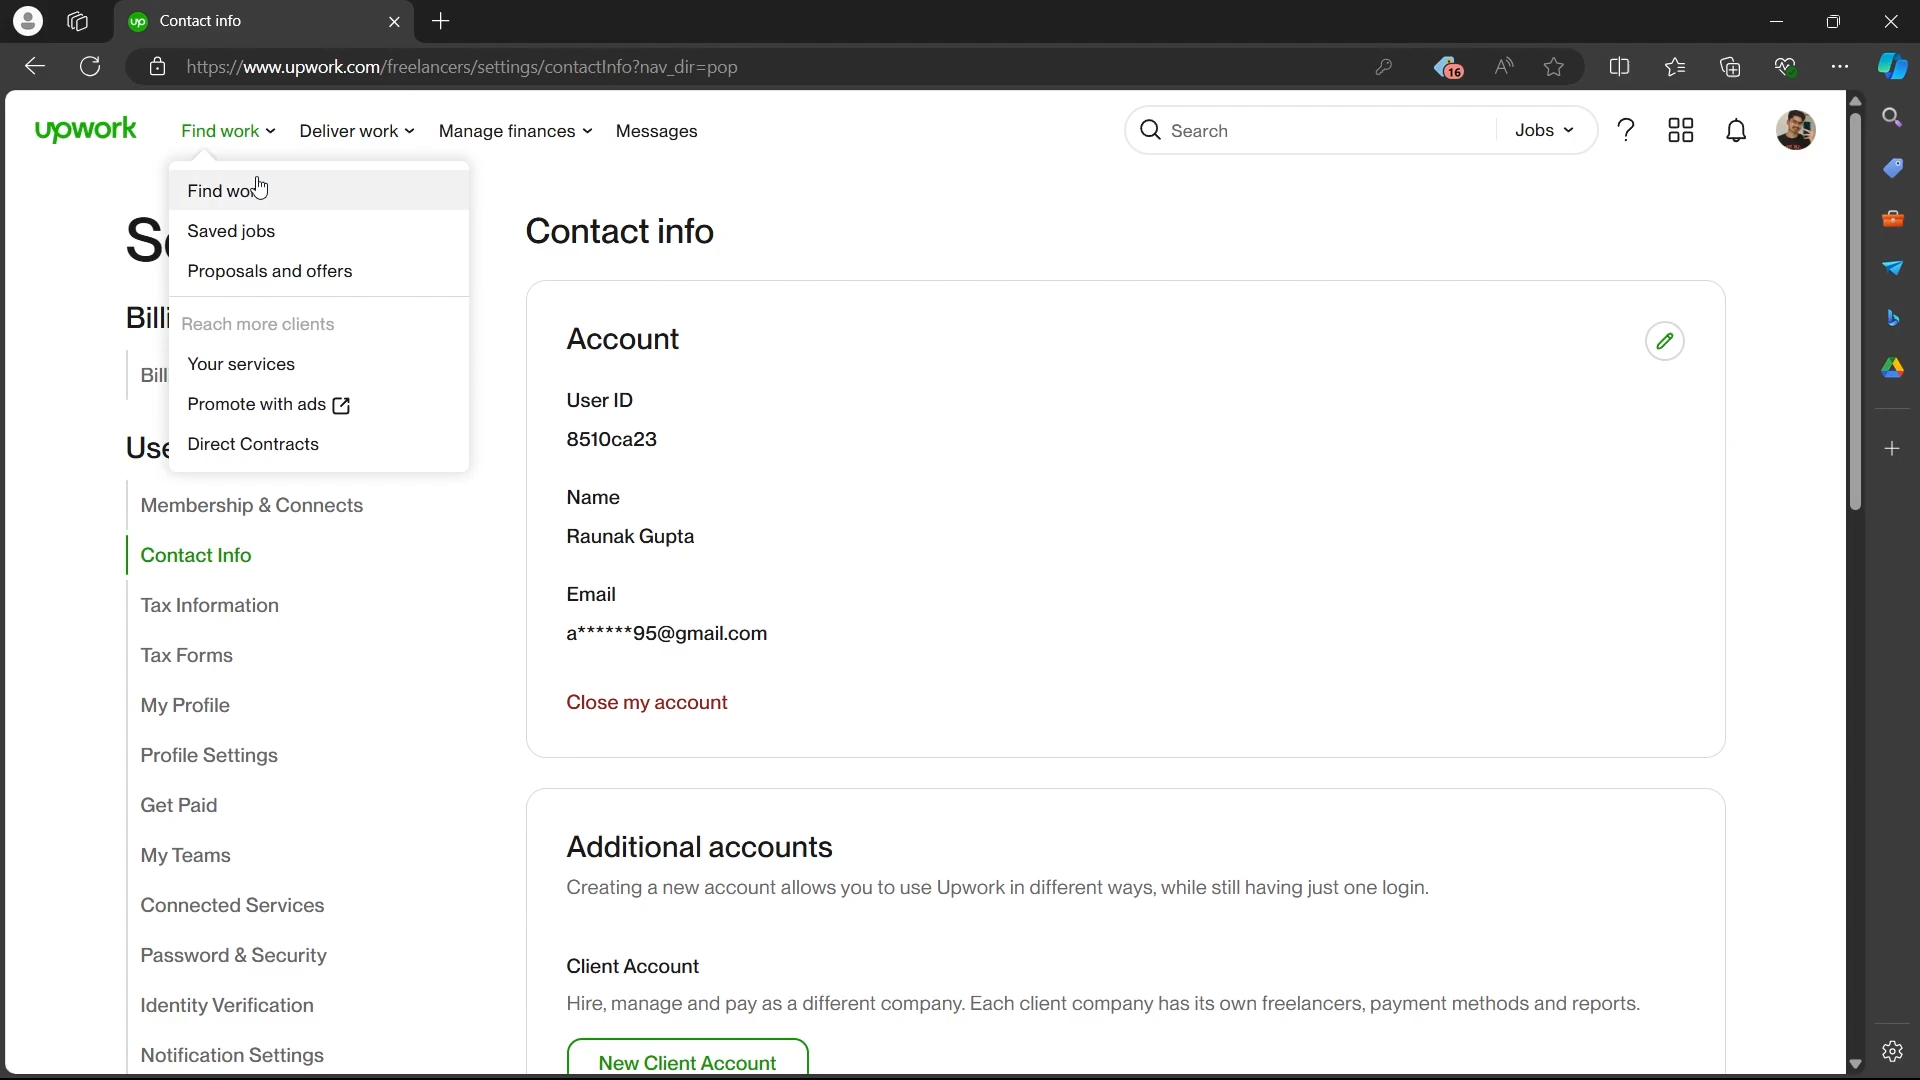 Contact info
https://www.upwork.com/freelancers/settings/contactInfo?nav_dir=pop
16
upwork
Find work
Deliver work
Manage finances
Messages
Search
Jobs
Find work
Saved jobs
Proposals and offers
Reach more clients
Your services
Promote with ads
Direct Contracts
Membership & Connects
Contact Info
Tax Information
Tax Forms
My Profile
Profile Settings
Get Paid
My Teams
Connected Services
Password & Security
Identity Verification
Notification Settings
Contact info
Account
User ID
8510ca23
Name
Raunak Gupta
Email
a******95@gmail.com
Close my account
Additional accounts
Creating a new account allows you to use Upwork in different ways, while still having just one login.
Client Account
Hire, manage and pay as a different company. Each client company has its own freelancers, payment methods and reports.
New Client Account